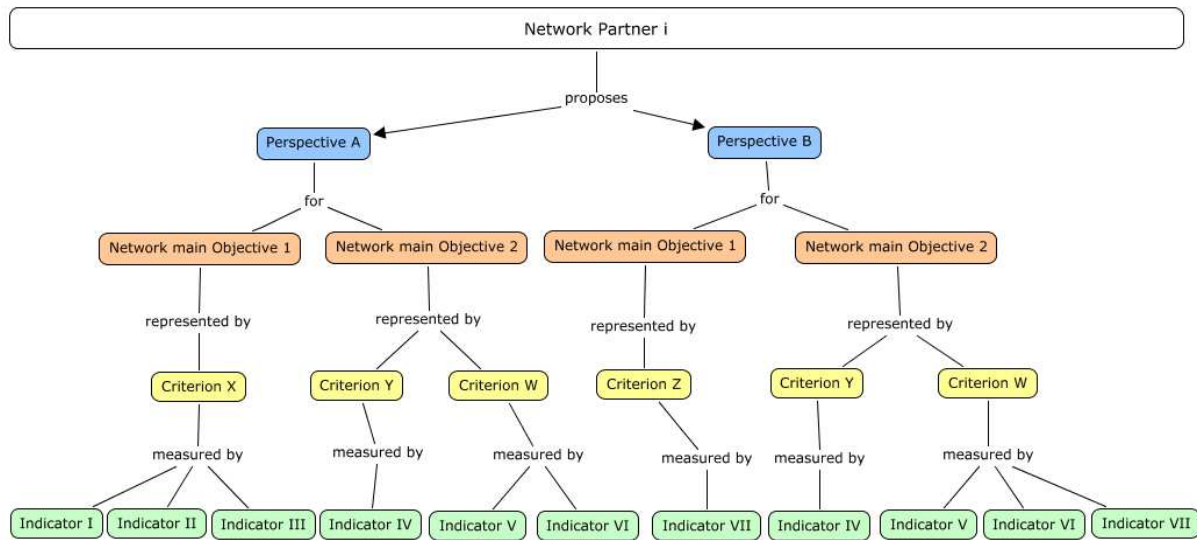 Network Partner i
proposes
Perspective A
Perspective B
for
for
Network main Objective 1
Network main Objective 2
Network main Objective 1
Network main Objective 2
represented by
represented by
represented by
represented by
Criterion X
Criterion Y
Criterion W
Criterion Z
Criterion Y
Criterion W
measured by
measured by
measured by
measured by
measured by
measured by
Indicator I
Indicator II
Indicator III
Indicator IV
Indicator V
Indicator VI
Indicator VII
Indicator IV
Indicator V
Indicator VI
Indicator VII